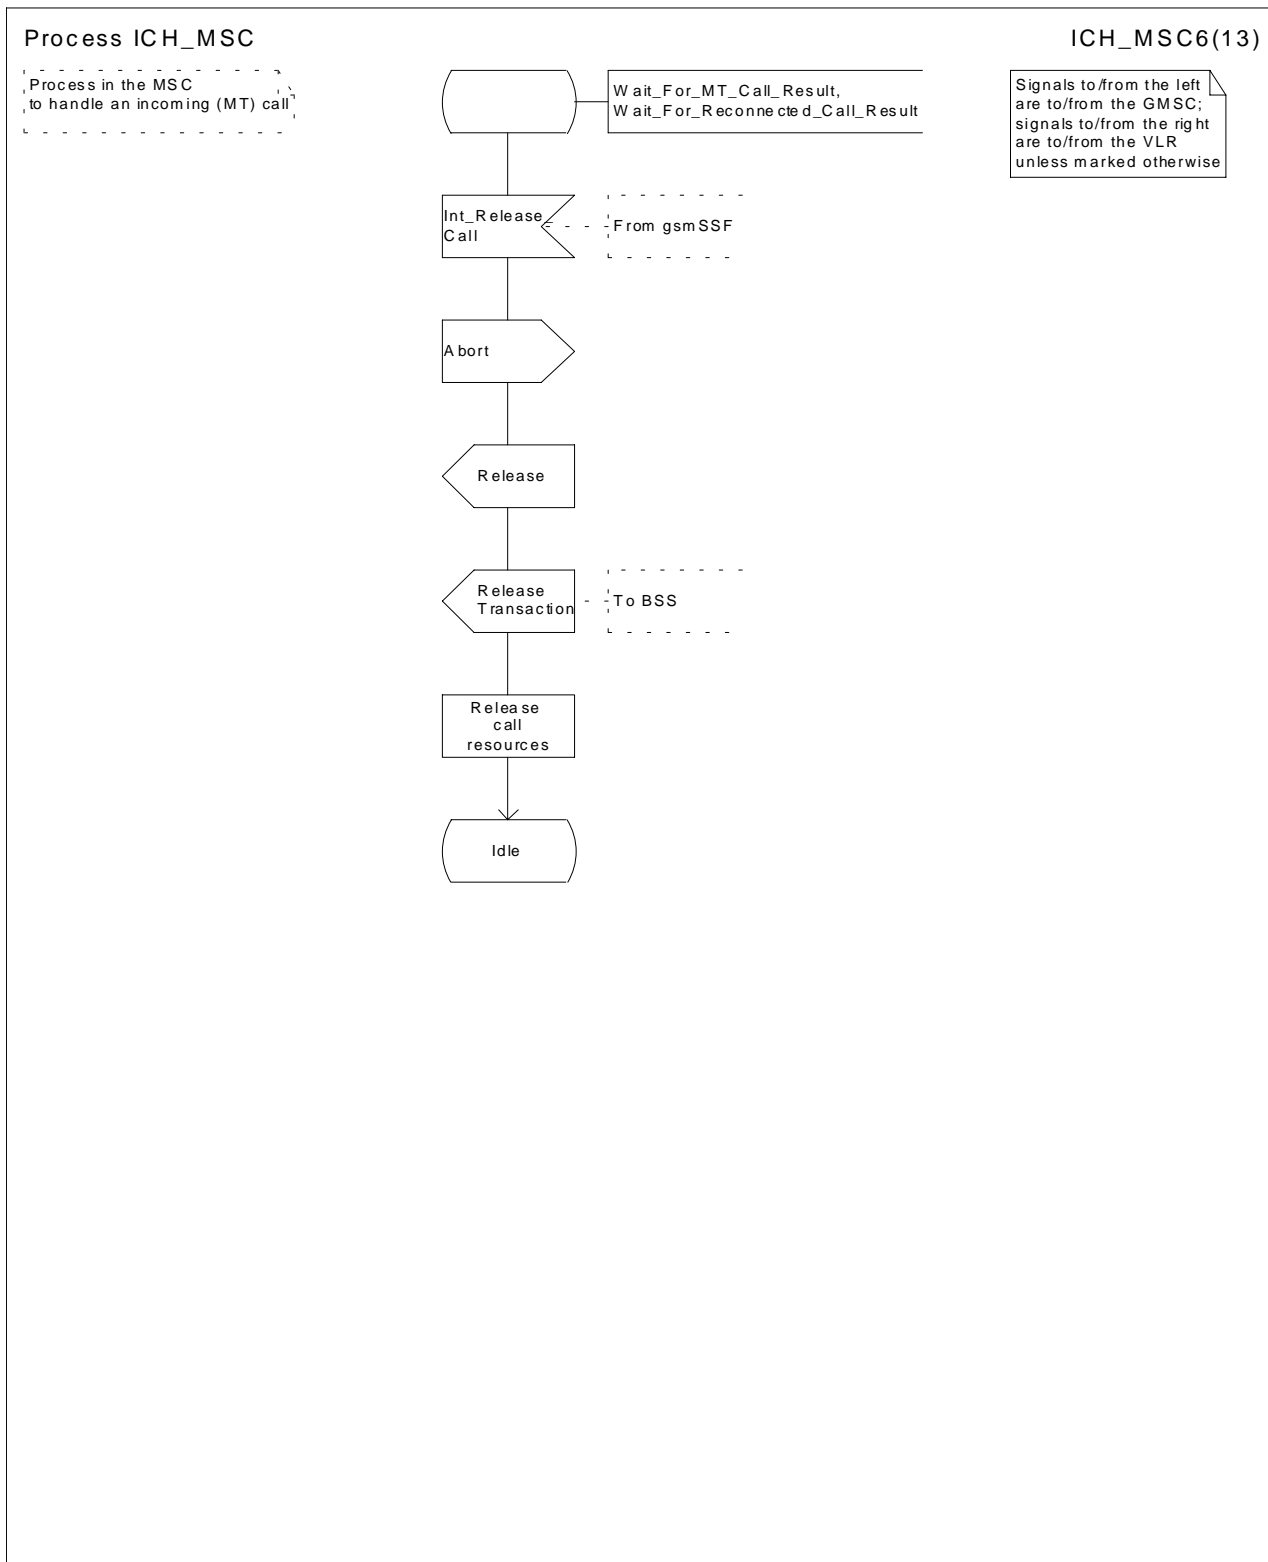 Process ICH_MSC
ICH_MSC6(13)
Process in the MSC
to handle an incoming (MT) call
Wait_For_MT_Call_Result,
Wait_For_Reconnected_Call_Result
Signals to/from the left
are to/from the GMSC;
signals to/from the right
are to/from the VLR
unless marked otherwise
Int_Release_
Call
From gsmSSF
Abort
Release
Release
Transaction
To BSS
Release
call
resources
Idle